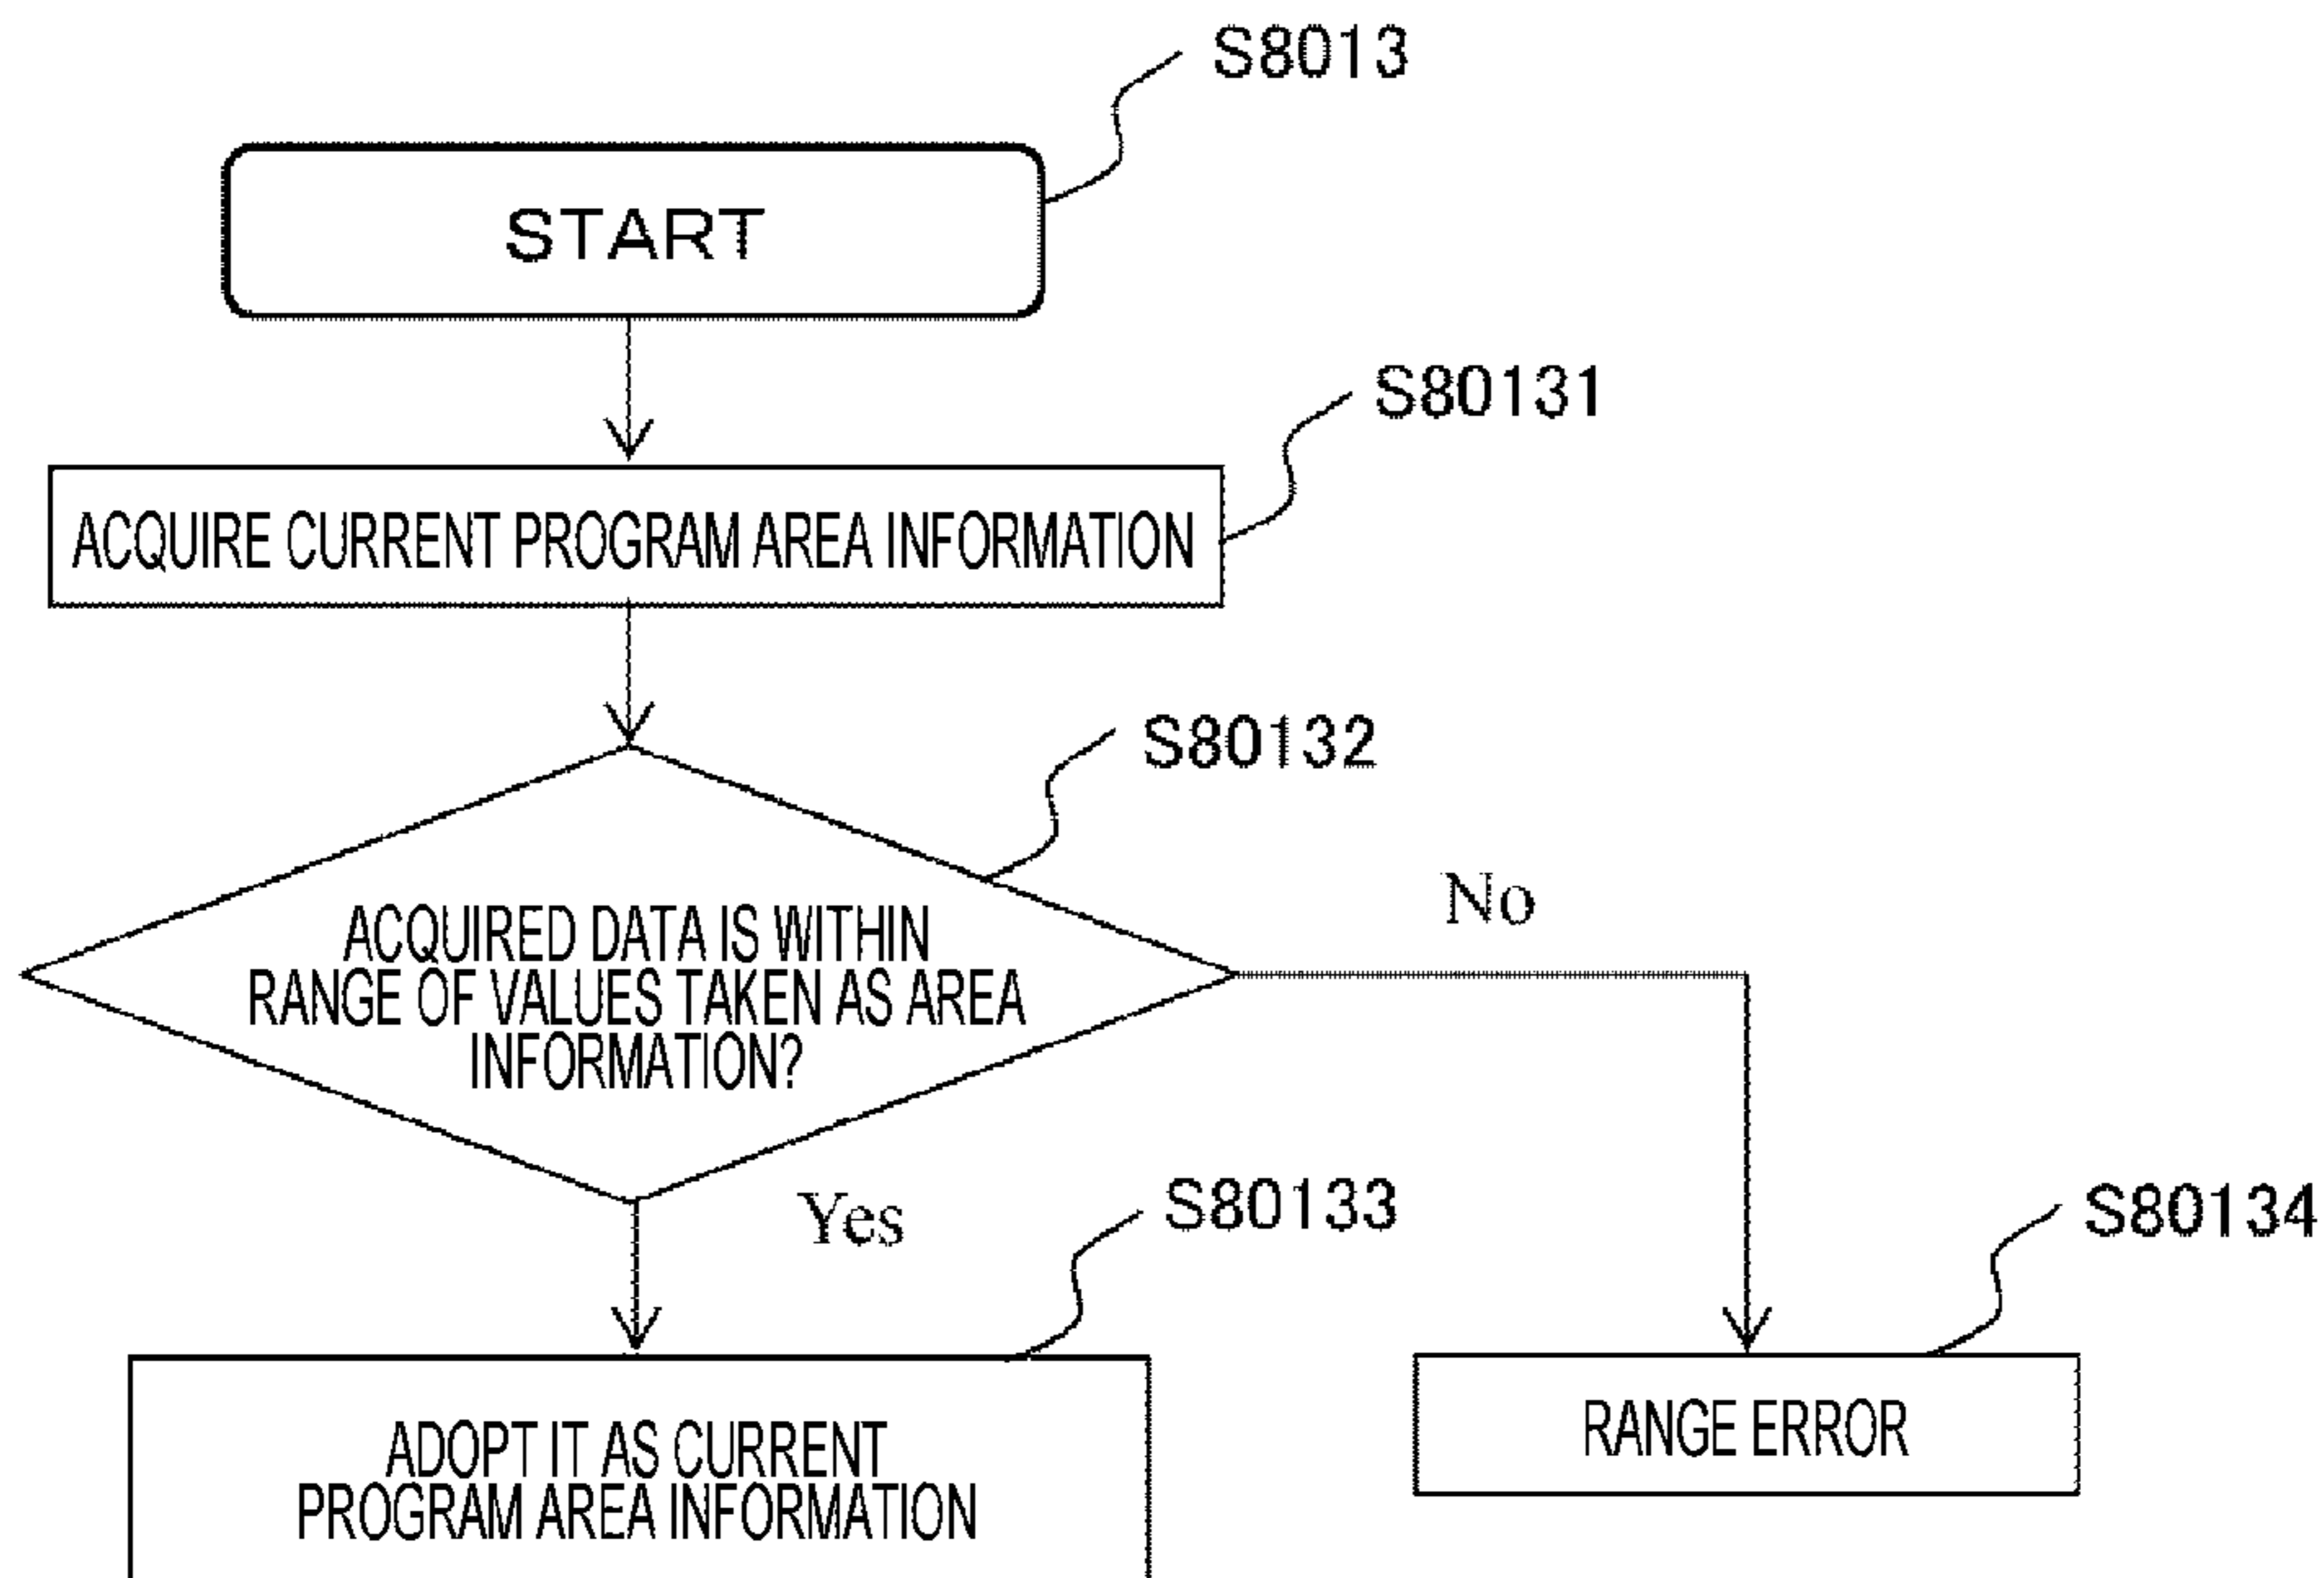 S8013
START
S80131
ACQUIRE CURRENT PROGRAM AREA INFORMATION
S80132
No
ACQUIRED DATA IS WITHIN
RANGE OF VALUES TAKEN AS AREA
INFORMATION?
Yes
S80133
S80134
ADOPT IT AS CURRENT
PROGRAM AREA INFORMATION
RANGE ERROR